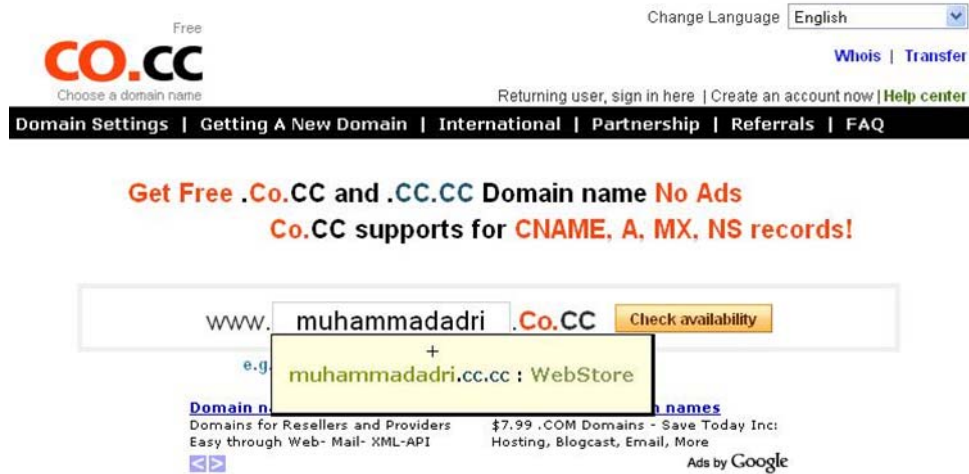 Change Language English
Free
CO.CC
Choose a domain name
Whois | Transfer
Returning user, sign in here | Create an account now | Help center
Domain Settings | Getting A New Domain | International | Partnership | Referrals | FAQ
Get Free .Co.CC and .CC.CC Domain name No Ads
Co.CC supports for CNAME, A, MX, NS records!
www. muhammadadri .Co.CC Check availability
e.g.
+
muhammadadri.cc.cc : WebStore
Domain n names
Domains for Resellers and Providers $7.99 .COM Domains - Save Today Inc:
Easy through Web- Mail- XML-API Hosting, Blogcast, Email, More
< > Ads by Google